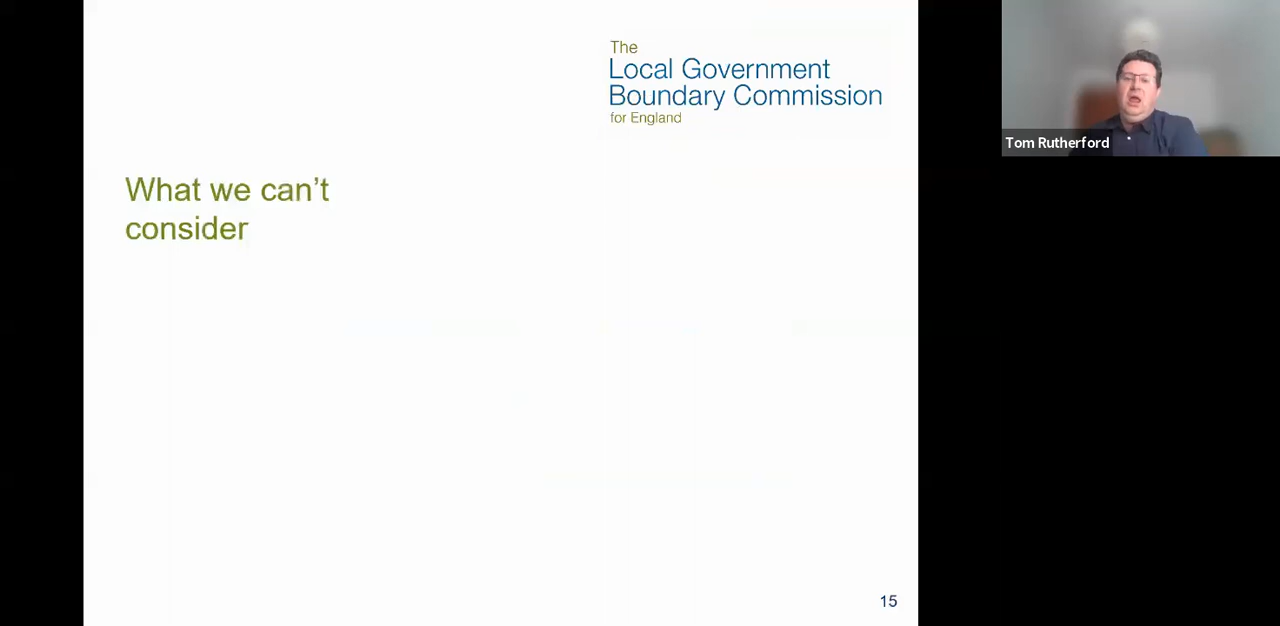 The
Local Government
Boundary Commission
for England
Tom Rutherford
What we can't
consider
15